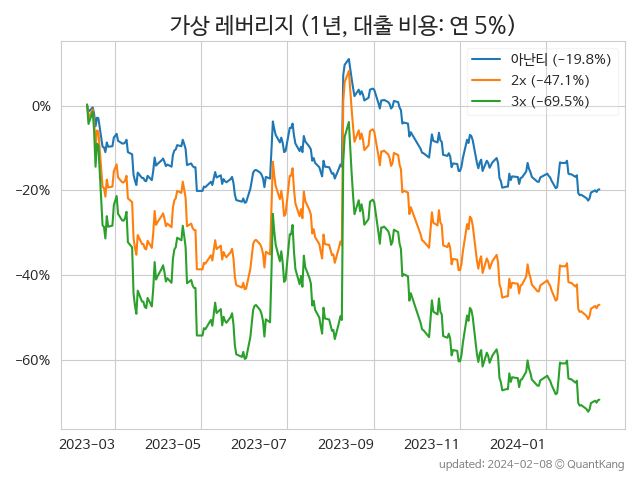 가상 레버리지 (1년, 대출 비용: 연 5%)
아난티 (−19.8%)
2x (−47.1%)
3x (−69.5%)
0%
−20%
−40%
−60%
2023-03 2023-05 2023-07 2023-09 2023-11 2024-01
updated: 2024-02-08 © QuantKang